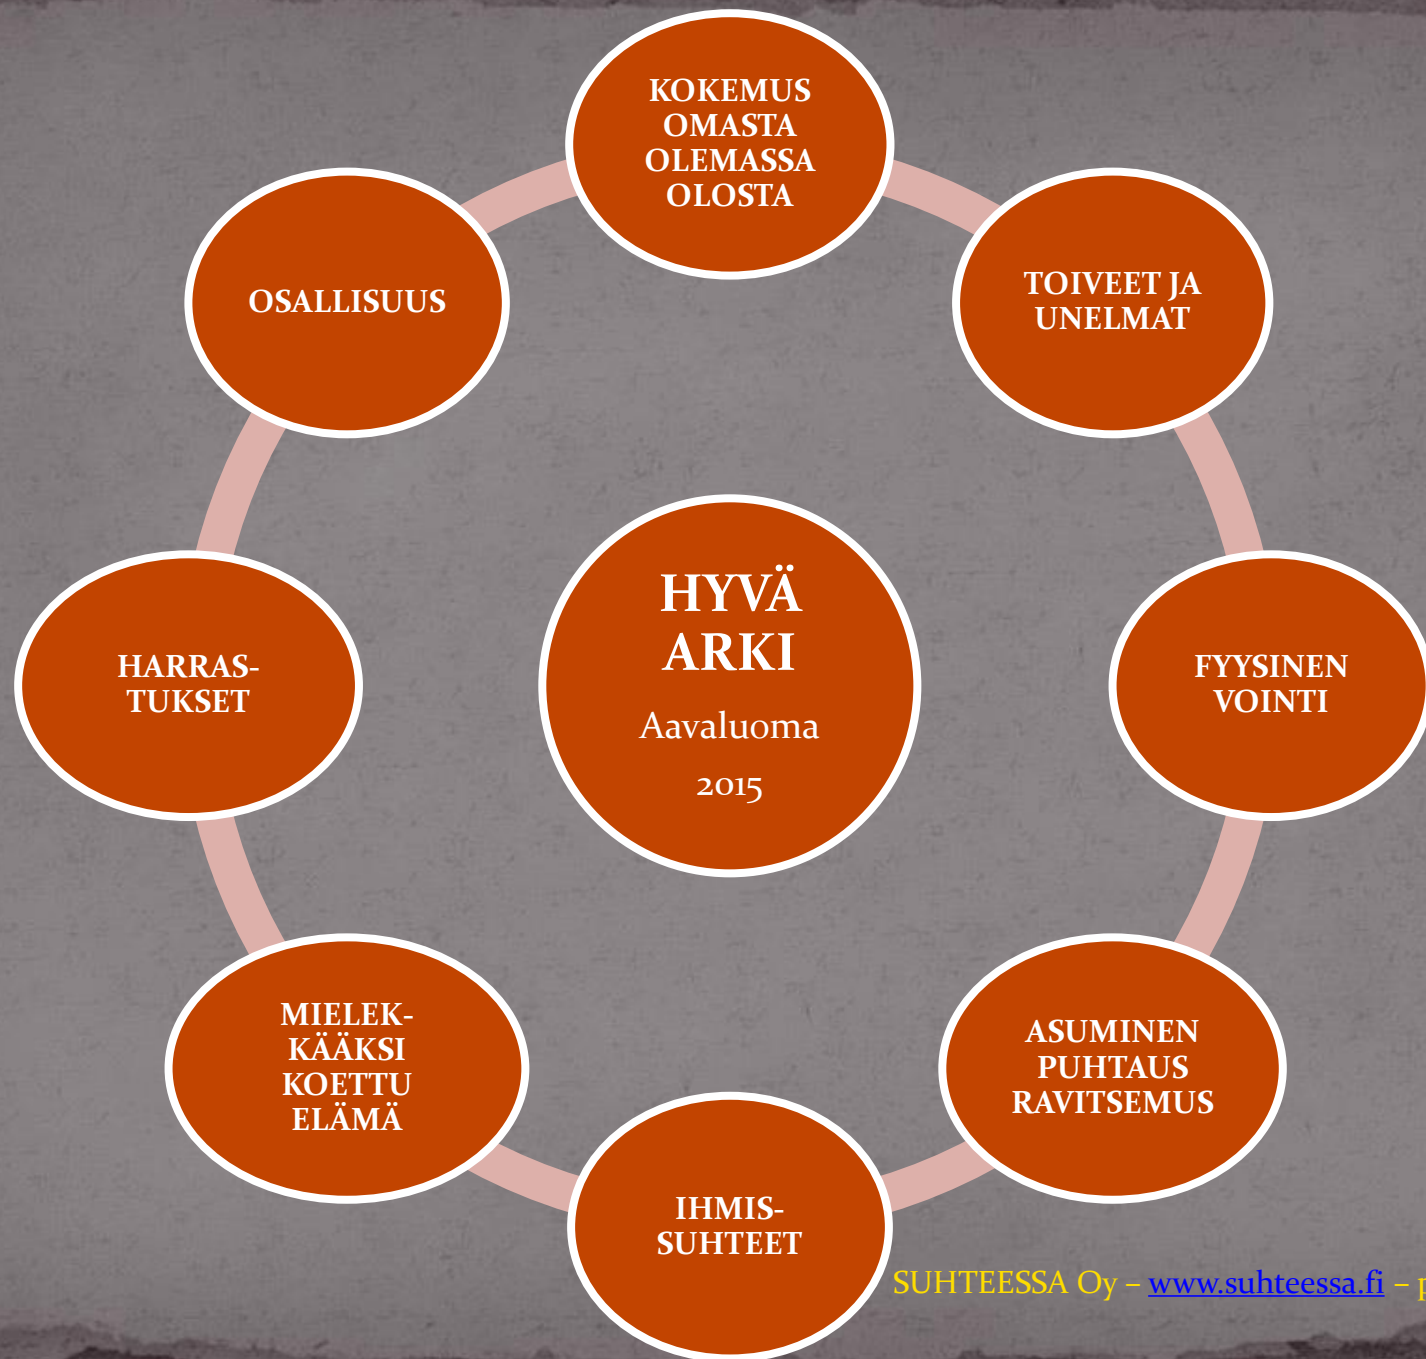 KOKEMUS
OMASTA
OLEMASSA
OLOSTA
TOIVEET JA
UNELMAT
FYYSINEN
VOINTI
ASUMINEN
PUHTAUS
RAVITSEMUS
IHMIS-
SUHTEET
MIELEK-
KÄÄKSI
KOETTU
ELÄMÄ
HARRAS-
TUKSET
OSALLISUUS
HYVÄ
ARKI
Aavaluoma
2015
SUHTEESSA Oy – www.suhteessa.fi –